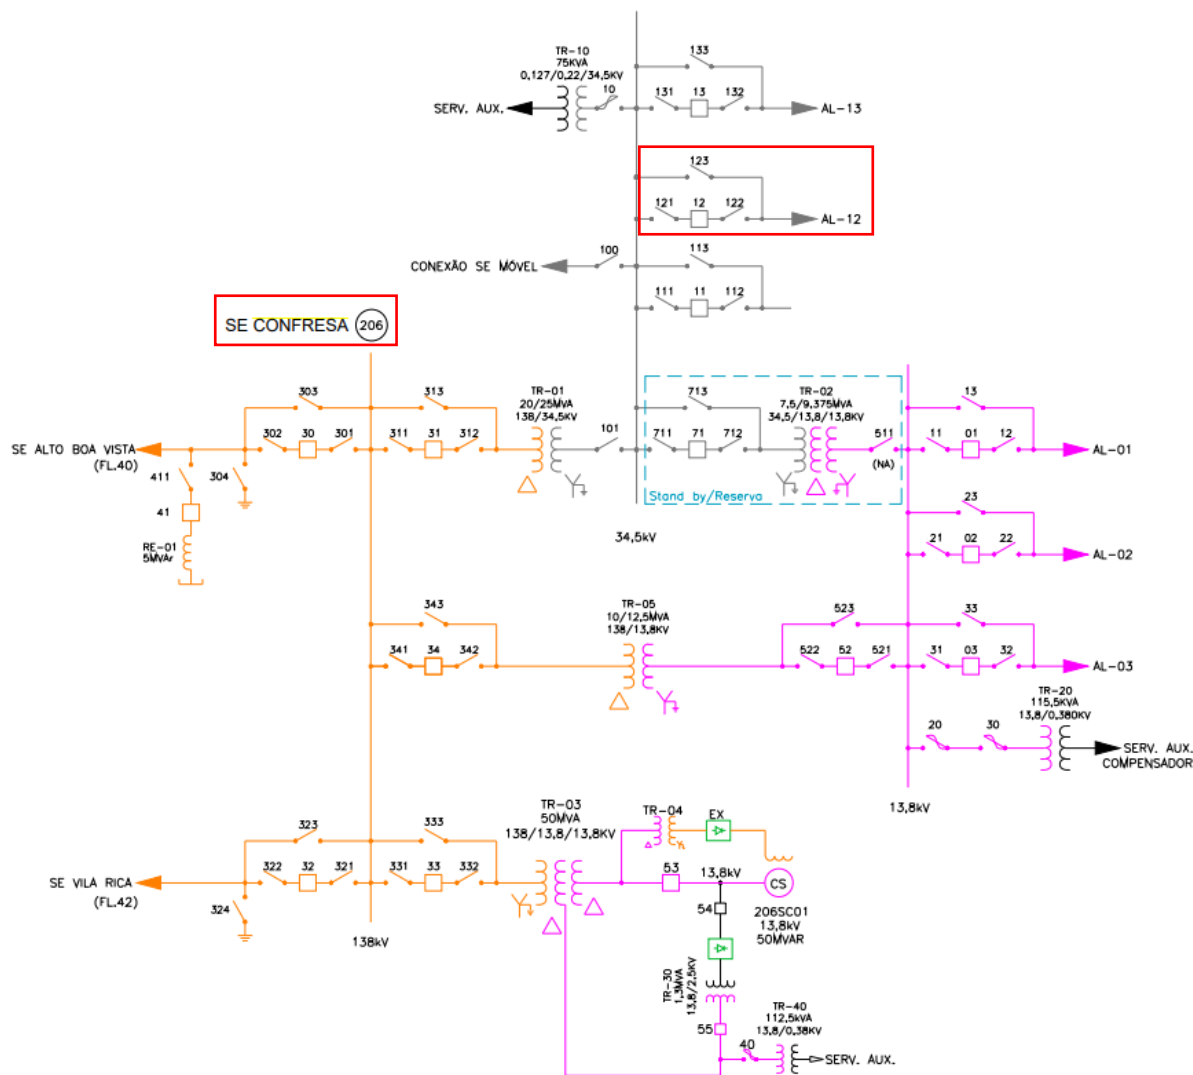 TR-10
75KVA
0,127/0,22/34,5KV
10
SERV. AUX.
133
131
13
132
AL-13
123
121
12
122
AL-12
100
CONEXÃO SE MÓVEL
113
111
11
112
SE CONFRESA 206
303
302
30
301
313
311
31
312
TR-01
20/25MVA
138/34,5KV
101
713
711
71
712
TR-02
7,5/9,375MVA
34,5/13,8/13,8KV
511
(NA)
Stand by/Reserva
13
11
01
12
AL-01
SE ALTO BOA VISTA
(FL.40)
411
304
41
RE-01
5MVAr
34,5kV
23
21
02
22
AL-02
343
341
34
342
TR-05
10/12,5MVA
138/13,8KV
523
522
52
521
33
31
03
32
AL-03
TR-20
115,5KVA
13,8/0,380KV
20
30
SERV. AUX.
COMPENSADOR
13,8kV
323
322
32
321
333
331
33
332
TR-03
50MVA
138/13,8/13,8KV
TR-04
EX
53
13,8kV
CS
206SC01
13,8kV
50MVAR
SE VILA RICA
(FL.42)
324
138kV
54
TR-30
1,3MVA
13,8/2,5KV
55
TR-40
112,5kVA
13,8/0,38KV
40
SERV. AUX.